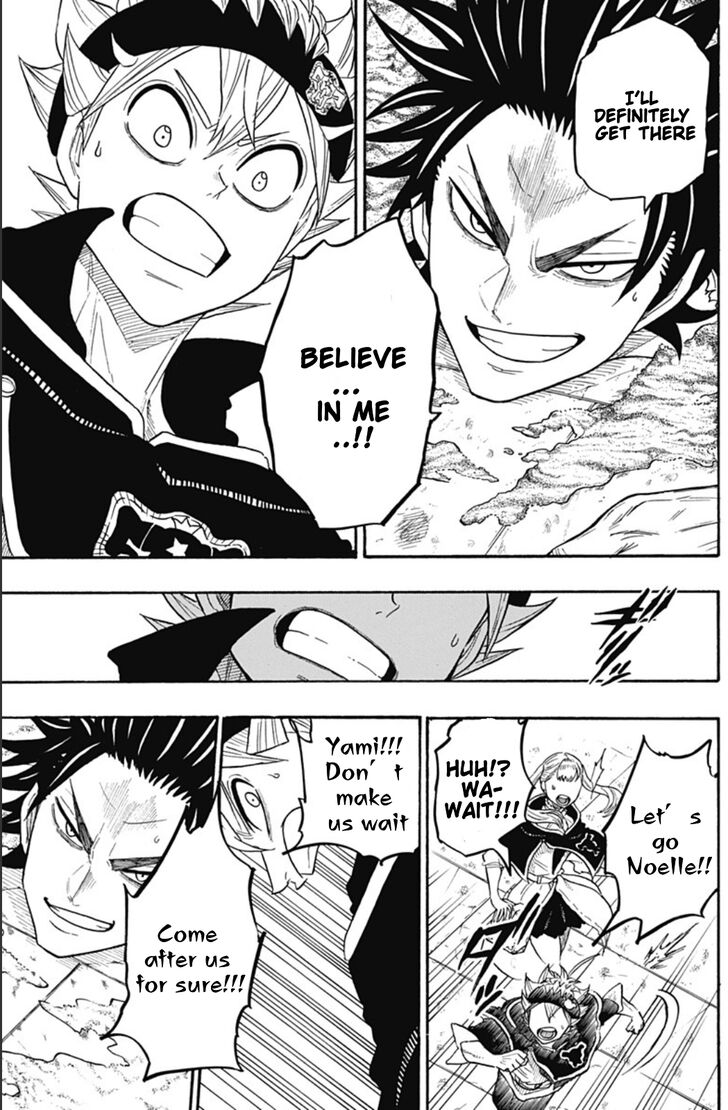 I'LL
DEFINITELY
GET THERE
BELIEVE
...
IN ME
..!!
Let's
go
Noelle!!
HUH!?
WA-
WAIT!!!
Yami!!!
Don't
make
us wait
Come
after us
for sure!!!